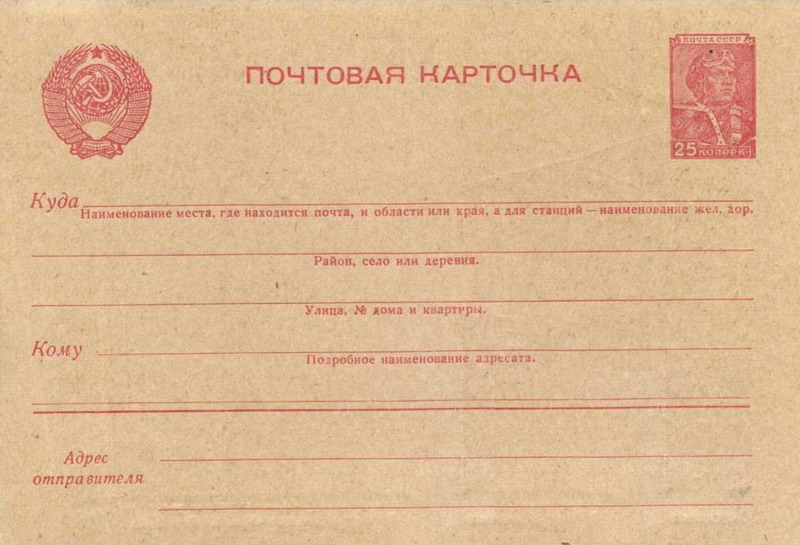 ПОЧТОВАЯ КАРТОЧКА
ПОЧТА СССР
25 КОПЕЕК
Куда
Наименование места, где находится почта, и области или края, а для станций — наименование жел. дор.
Район, село или деревня.
Улица, № дома и квартиры.
Кому
Подробное наименование адресата.
Адрес
отправителя